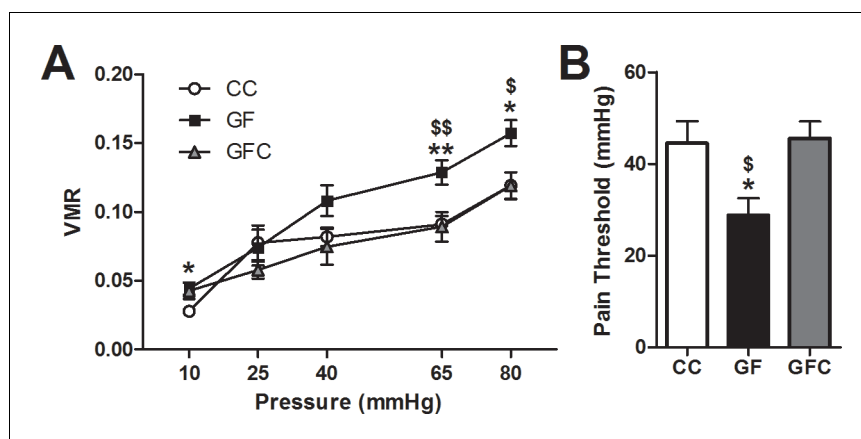 A
CC
GF
GFC
0.20
0.15
0.10
0.05
0.00
VMR
*
$$
**
$
*
10 25 40 65 80
Pressure (mmHg)
B
60
40
20
0
Pain Threshold (mmHg)
$
*
CC GF GFC